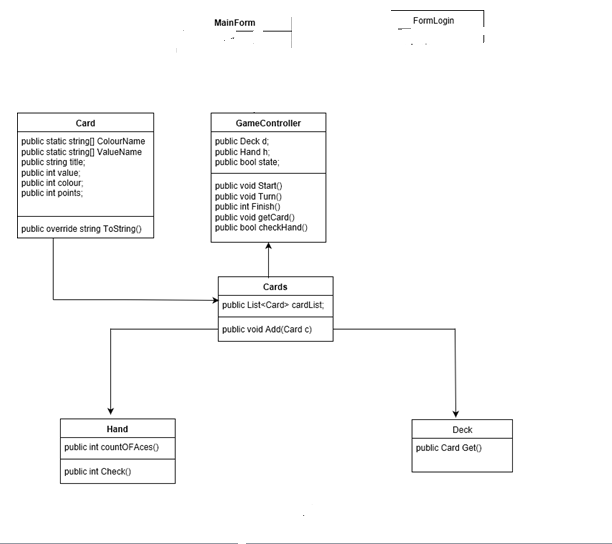 MainForm
FormLogin
Card
public static string[] ColourName
public static string[] ValueName
public string title;
public int value;
public int colour;
public int points;
public override string ToString()
GameController
public Deck d;
public Hand h;
public bool state;
public void Start()
public void Turn()
public int Finish()
public void getCard()
public bool checkHand()
Cards
public List<Card> cardList;
public void Add(Card c)
Hand
public int countOFAces()
public int Check()
Deck
public Card Get()